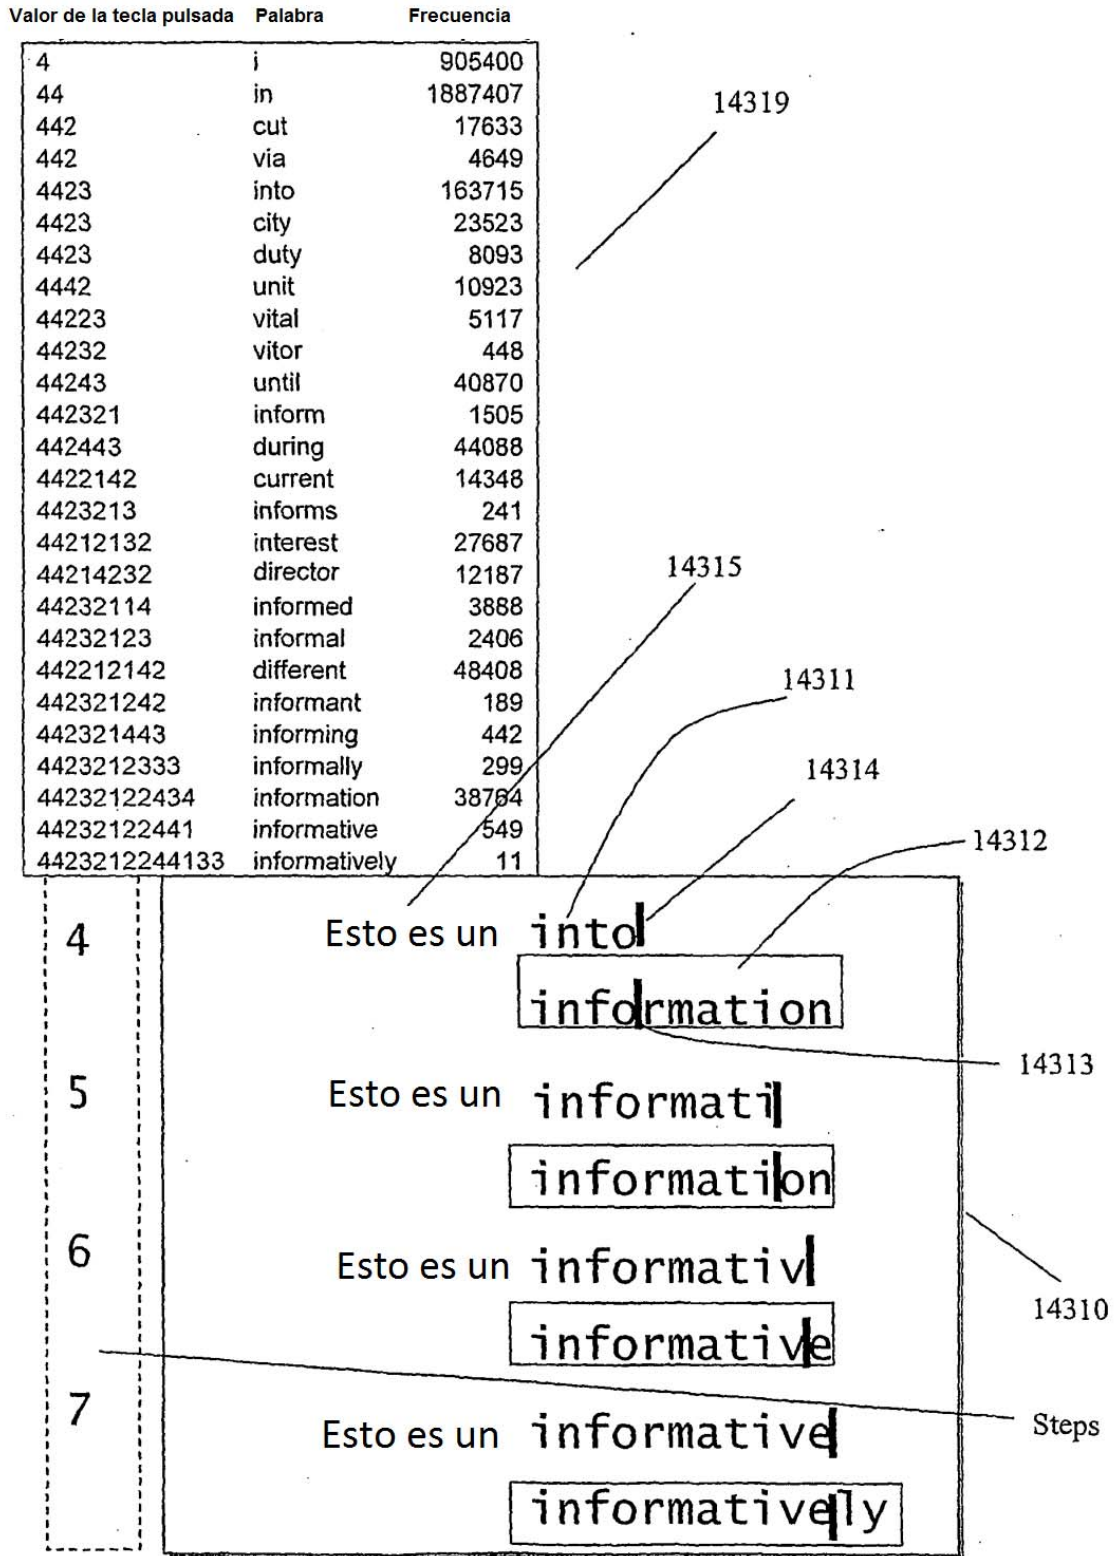 Valor de la tecla pulsada Palabra Frecuencia
4 i 905400
44 in 1887407
14319
442 cut 17633
442 via 4649
4423 into 163715
4423 city 23523
4423 duty 8093
4442 unit 10923
44223 vital 5117
44232 vitor 448
44243 until 40870
442321 inform 1505
442443 during 44088
4422142 current 14348
4423213 informs 241
44212132 interest 27687
14315
44214232 director 12187
44232114 informed 3888
44232123 informal 2406
442212142 different 48408
14311
442321242 informant 189
442321443 informing 442
4423212333 informally 299
14314
44232122434 information 38764
44232122441 informative 549
14312
4423212244133 informatively 11
4 Esto es un into
information
14313
5 Esto es un informati
information
6 Esto es un informativ
14310
informative
7 Esto es un informative
Steps
informatively